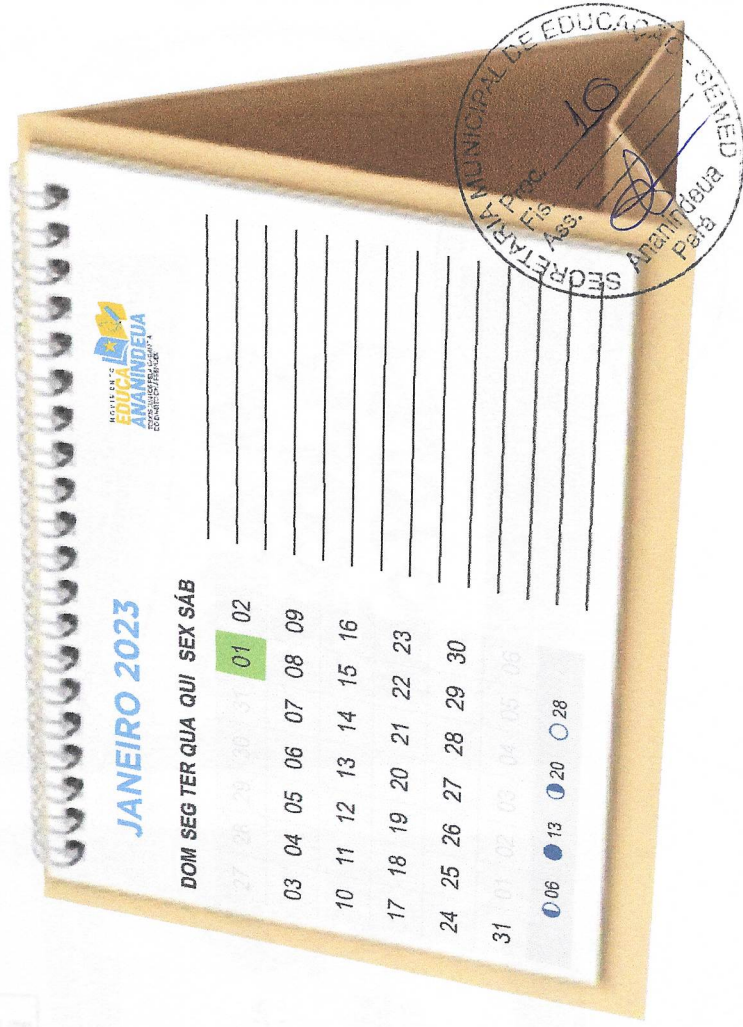 JANEIRO 2023
MOVIMENTO
EDUCA
ANANINDEUA
DOM SEG TER QUA QUI SEX SÁB
27 28 29 30 31 01 02
03 04 05 06 07 08 09
10 11 12 13 14 15 16
17 18 19 20 21 22 23
24 25 26 27 28 29 30
31 01 02 03 04 05 06
06 13 20 28
SECRETARIA MUNICIPAL DE EDUCAÇÃO - SEMED
Proc.
Fls. 10
Ass.
Ananindeua
Pará